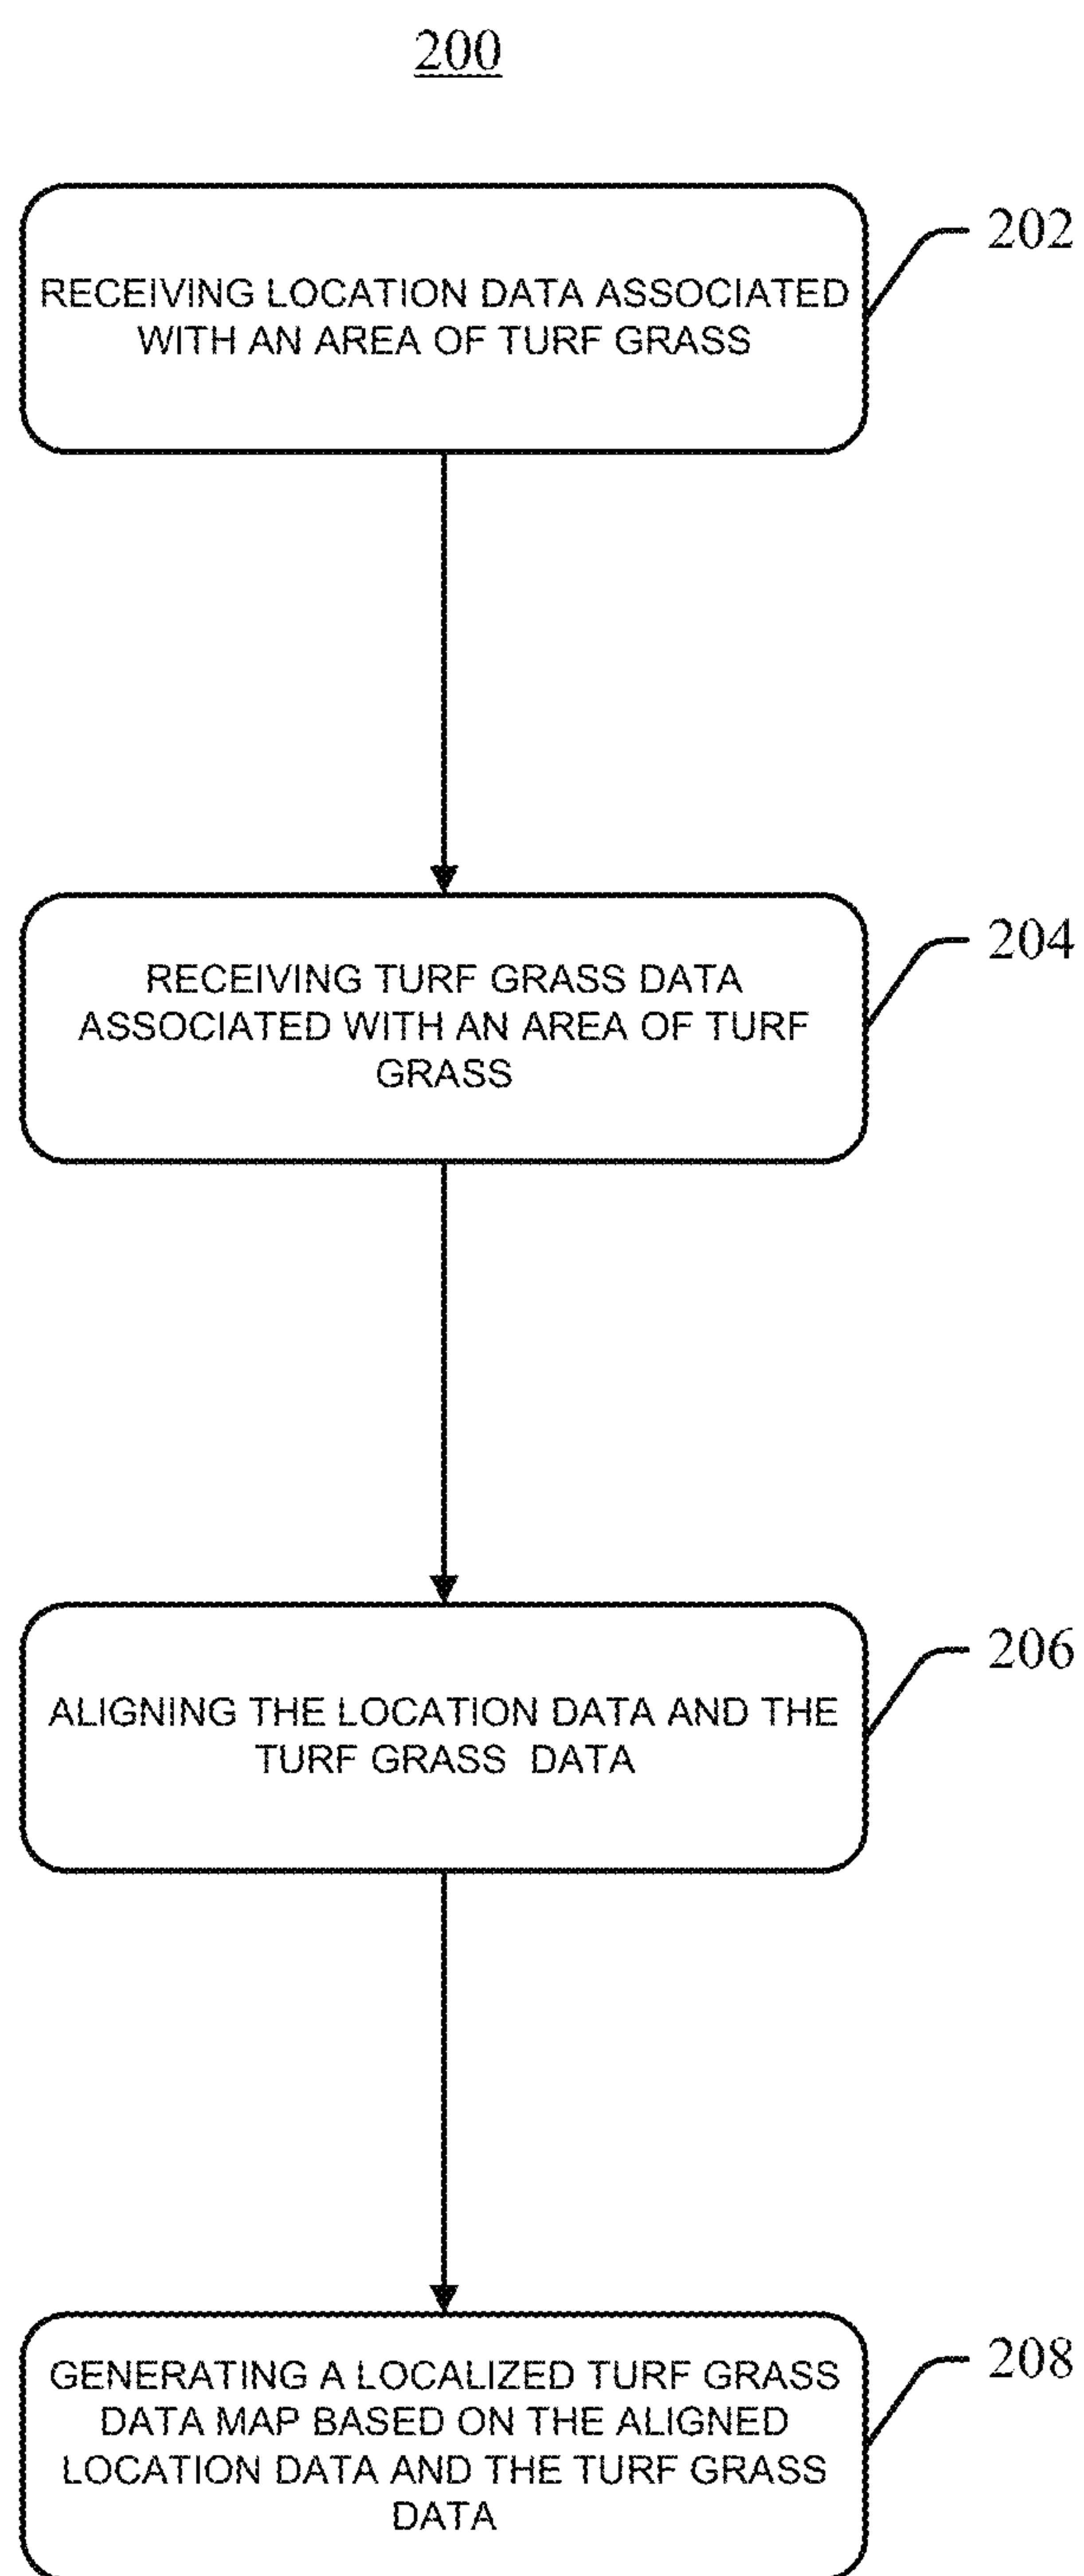 200
202
RECEIVING LOCATION DATA ASSOCIATED
WITH AN AREA OF TURF GRASS
204
RECEIVING TURF GRASS DATA
ASSOCIATED WITH AN AREA OF TURF
GRASS
206
ALIGNING THE LOCATION DATA AND THE
TURF GRASS DATA
208
GENERATING A LOCALIZED TURF GRASS
DATA MAP BASED ON THE ALIGNED
LOCATION DATA AND THE TURF GRASS
DATA